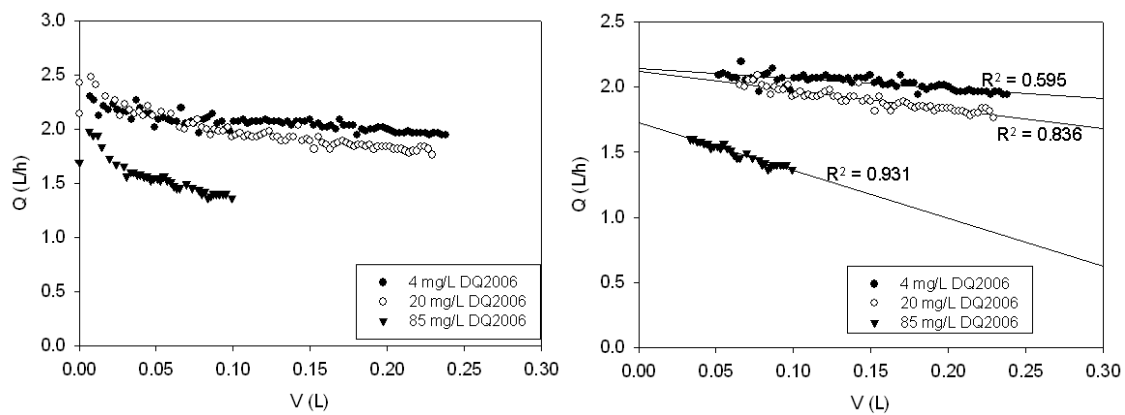 3.0
2.5
2.0
1.5
1.0
0.5
0.0
Q (L/h)
4 mg/L DQ2006
20 mg/L DQ2006
85 mg/L DQ2006
0.00 0.05 0.10 0.15 0.20 0.25 0.30
V (L)
2.5
2.0
1.5
1.0
0.5
0.0
Q (L/h)
R² = 0.595
R² = 0.836
R² = 0.931
4 mg/L DQ2006
20 mg/L DQ2006
85 mg/L DQ2006
0.00 0.05 0.10 0.15 0.20 0.25 0.30
V (L)